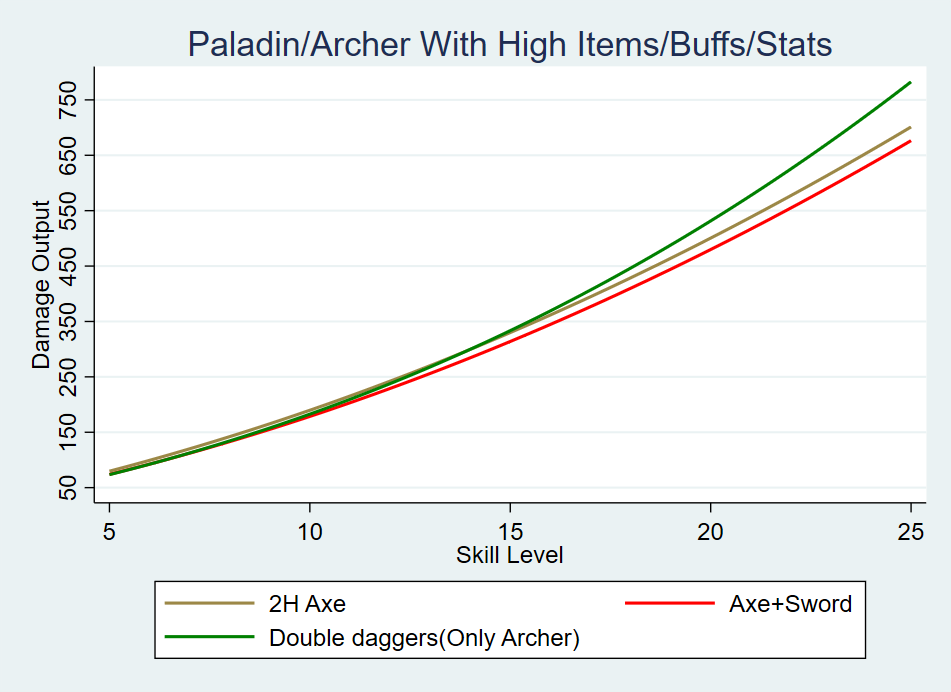 Paladin/Archer With High Items/Buffs/Stats
Damage Output
750
650
550
450
350
250
150
50
5 10 15 20 25
Skill Level
2H Axe Axe+Sword
Double daggers(Only Archer)